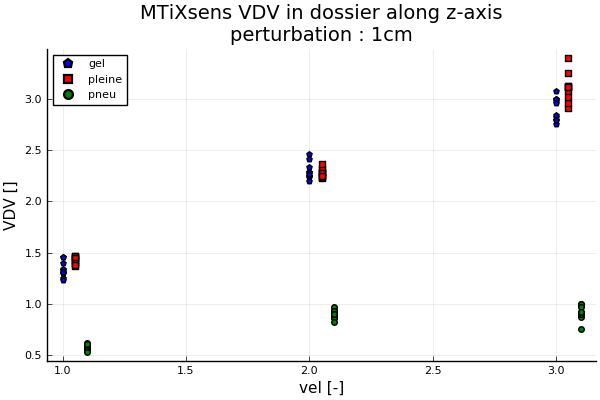 MTiXsens VDV in dossier along z-axis
perturbation : 1cm
gel
pleine
pneu
3.0
2.5
2.0
1.5
1.0
0.5
VDV []
1.0
1.5
2.0
2.5
3.0
vel [-]